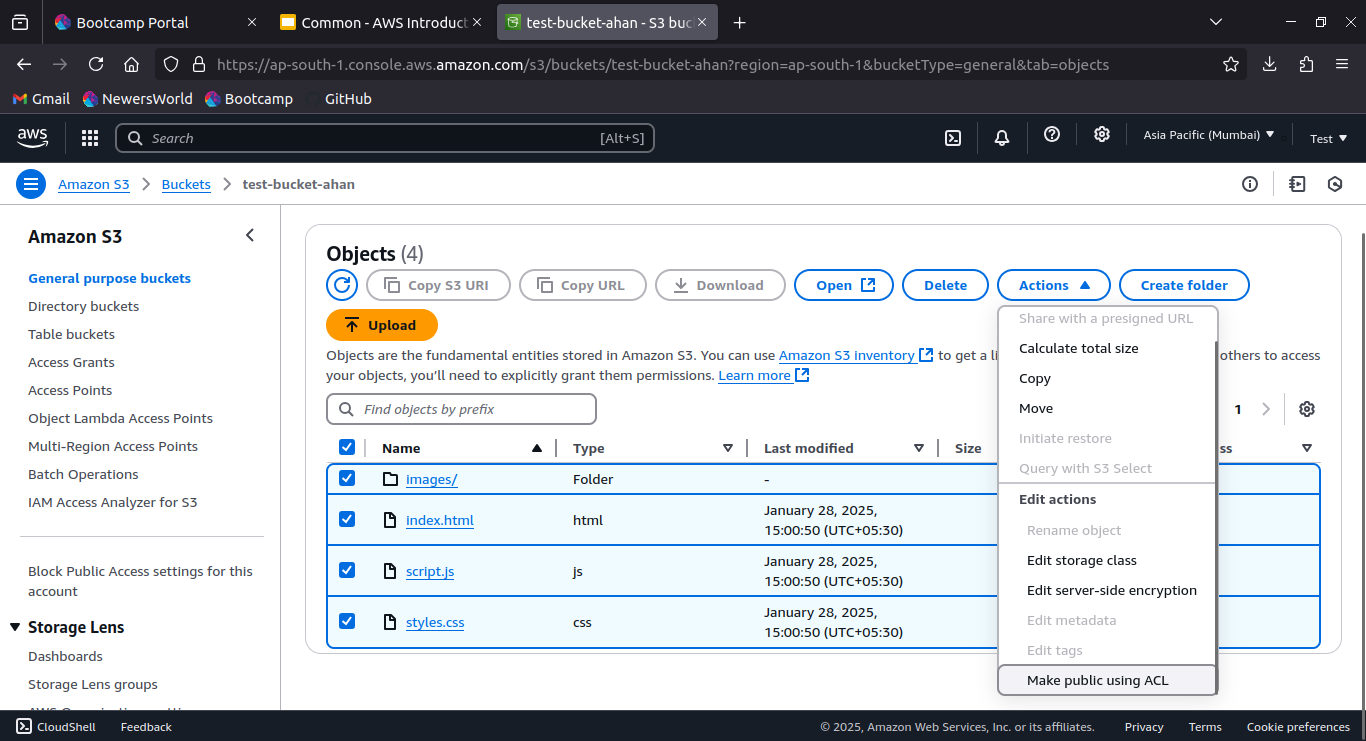 Bootcamp Portal
Common - AWS Introduct
test-bucket-ahan - S3 buc
https://ap-south-1.console.aws.amazon.com/s3/buckets/test-bucket-ahan?region=ap-south-1&bucketType=general&tab=objects
Gmail NewersWorld Bootcamp GitHub
aws Search [Alt+S] Asia Pacific (Mumbai) Test
Amazon S3 Buckets test-bucket-ahan
Amazon S3
General purpose buckets
Directory buckets
Table buckets
Access Grants
Access Points
Object Lambda Access Points
Multi-Region Access Points
Batch Operations
IAM Access Analyzer for S3
Block Public Access settings for this
account
Storage Lens
Dashboards
Storage Lens groups
Objects (4)
Copy S3 URI Copy URL Download Open Delete Actions Create folder
Upload
Objects are the fundamental entities stored in Amazon S3. You can use Amazon S3 inventory to get a li others to access
your objects, you'll need to explicitly grant them permissions. Learn more
Find objects by prefix 1
Name Type Last modified Size ss
images/ Folder -
index.html html January 28, 2025,
15:00:50 (UTC+05:30)
script.js js January 28, 2025,
15:00:50 (UTC+05:30)
styles.css css January 28, 2025,
15:00:50 (UTC+05:30)
Share with a presigned URL
Calculate total size
Copy
Move
Initiate restore
Query with S3 Select
Edit actions
Rename object
Edit storage class
Edit server-side encryption
Edit metadata
Edit tags
Make public using ACL
CloudShell Feedback © 2025, Amazon Web Services, Inc. or its affiliates. Privacy Terms Cookie preferences